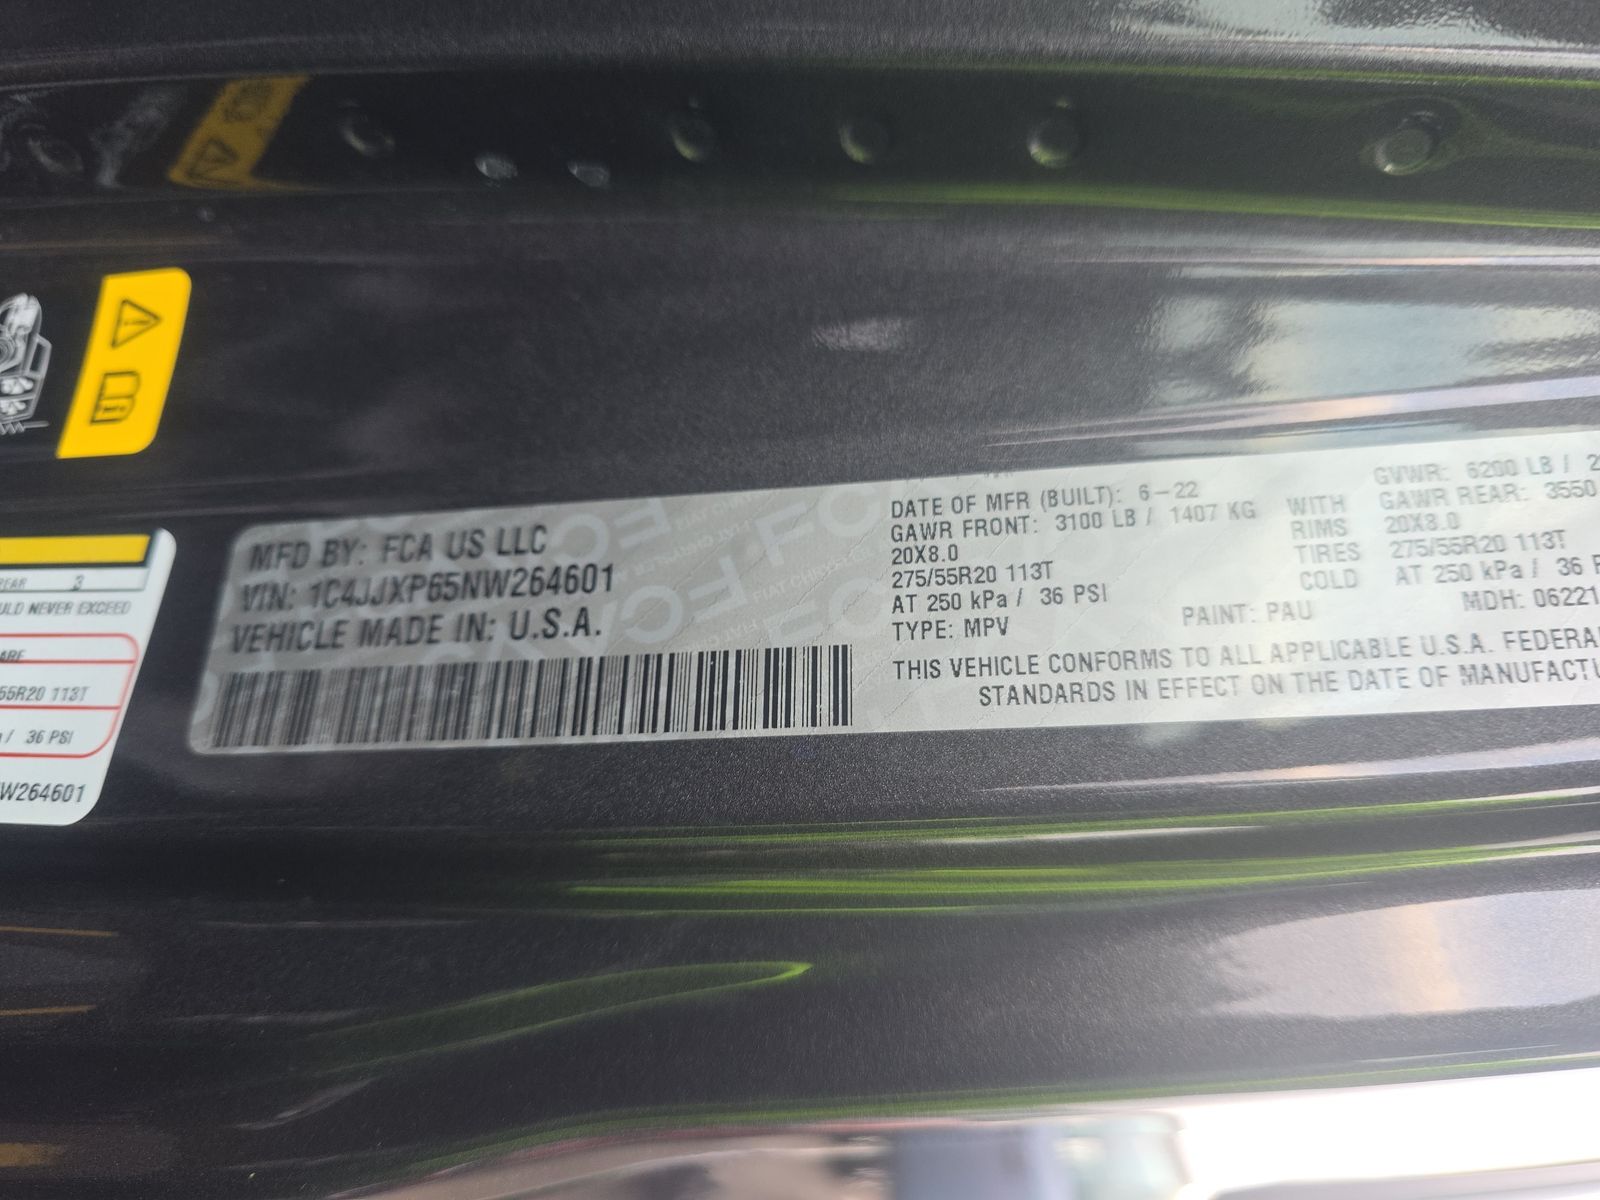 MFD BY: FCA US LLC
VIN: 1C4JJXP65NW264601
VEHICLE MADE IN: U.S.A.
DATE OF MFR (BUILT): 6-22
GVWR: 6200 LB /
GAWR FRONT: 3100 LB / 1407 KG WITH GAWR REAR: 3550
20X8.0 RIMS 20X8.0
275/55R20 113T TIRES 275/55R20 113T
AT 250 kPa / 36 PSI COLD AT 250 kPa / 36
TYPE: MPV PAINT: PAU MDH: 06221
THIS VEHICLE CONFORMS TO ALL APPLICABLE U.S.A. FEDERAL
STANDARDS IN EFFECT ON THE DATE OF MANUFACTU
REAR 3
ULD NEVER EXCEED
ARE
55R20 113T
/ 36 PSI
W264601